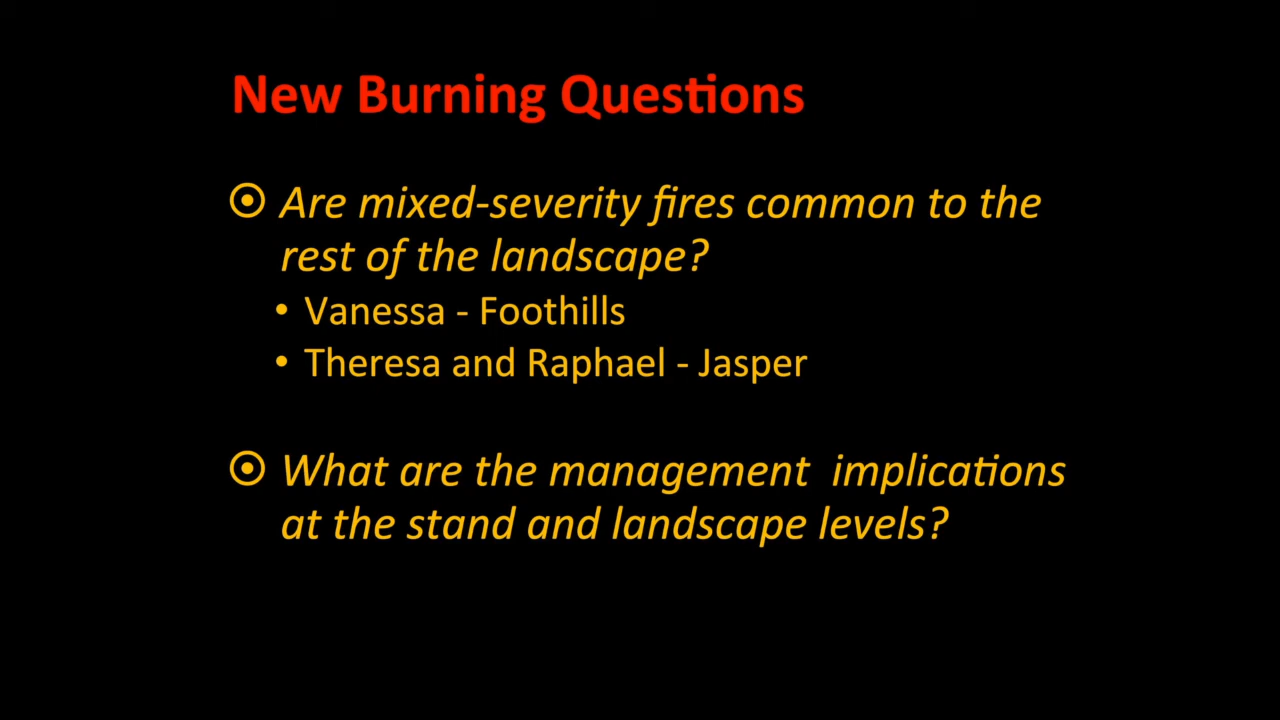 New Burning Questions
Are mixed-severity fires common to the
rest of the landscape?
• Vanessa - Foothills
• Theresa and Raphael - Jasper
What are the management  implications
at the stand and landscape levels?